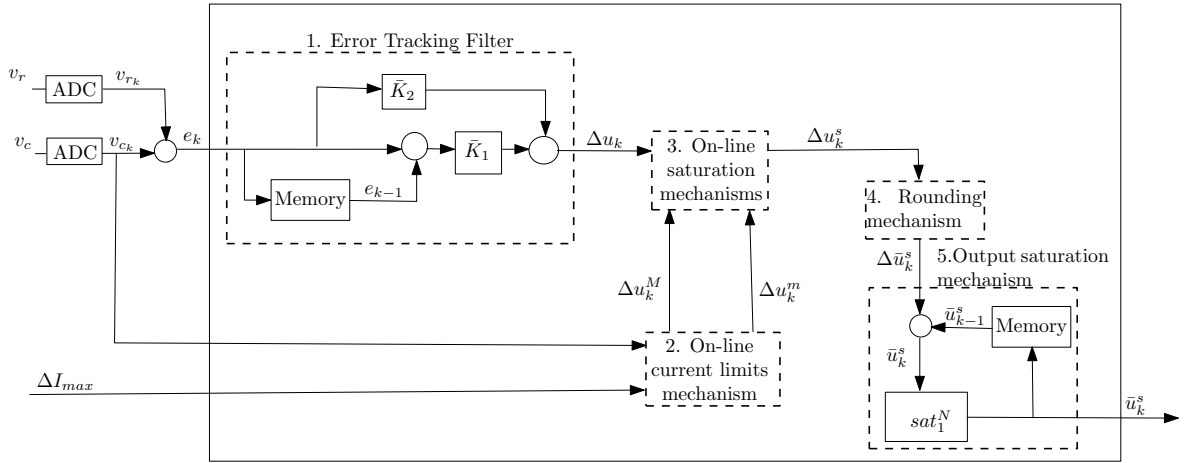 1. Error Tracking Filter
v_r
ADC
v_{r_k}
v_c
ADC
v_{c_k}
e_k
K̄_2
K̄_1
Memory
e_{k−1}
Δu_k
3. On-line
saturation
mechanisms
Δu_k^s
4. Rounding
mechanism
Δū_k^s
5.Output saturation
mechanism
Δu_k^M
Δu_k^m
ū_{k−1}^s
Memory
ū_k^s
2. On-line
current limits
mechanism
ΔI_{max}
sat_1^N
ū_k^s